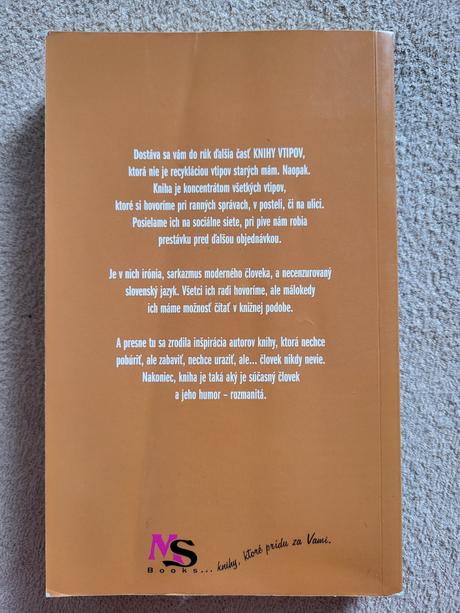 Dostáva sa vám do rúk ďalšia časť KNIHY VTIPOV,
ktorá nie je recykláciou vtipov starých mám. Naopak.
Kniha je koncentrátom všetkých vtipov,
ktoré si hovoríme pri ranných správach, v posteli, či na ulici.
Posielame ich na sociálne siete, pri pive nám robia
prestávku pred ďalšou objednávkou.
Je v nich irónia, sarkazmus moderného človeka, a necenzurovaný
slovenský jazyk. Všetci ich radi hovoríme, ale málokedy
ich máme možnosť čítať v knižnej podobe.
A presne tu sa zrodila inšpirácia autorov knihy, ktorá nechce
pobúriť, ale zabaviť, nechce uraziť, ale... človek nikdy nevie.
Nakoniec, kniha je taká aký je súčasný človek
a jeho humor – rozmanitá.
MS
Books... knihy, ktoré prídu za Vami.